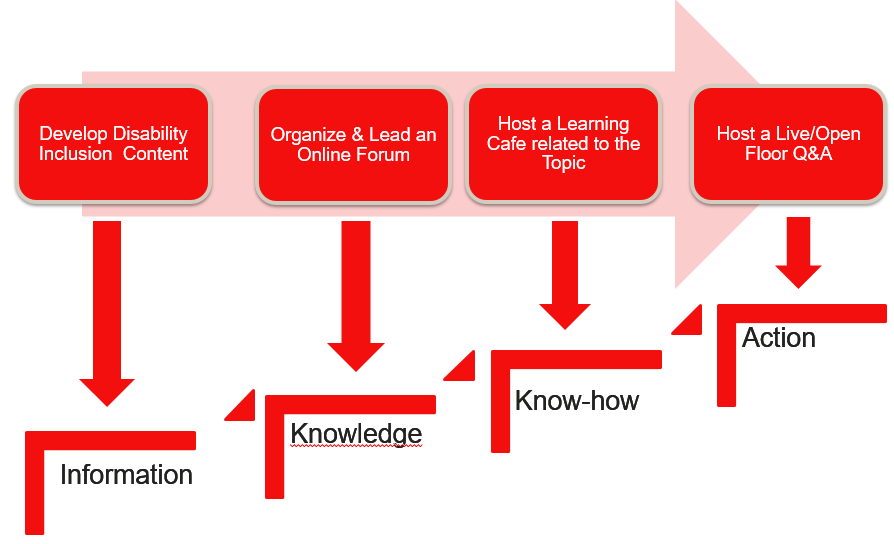 Develop Disability
Inclusion  Content
Organize & Lead an
Online Forum
Host a Learning
Cafe related to the
Topic
Host a Live/Open
Floor Q&A
Information
Knowledge
Know-how
Action